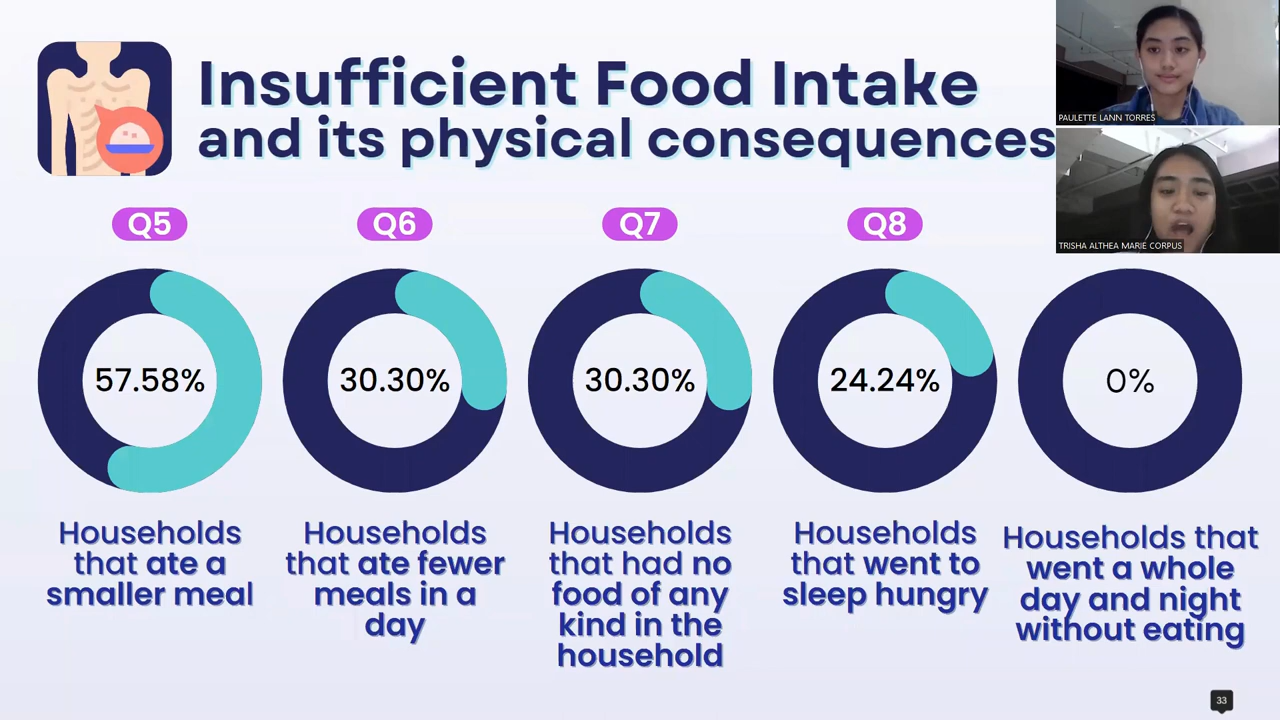 Insufficient Food Intake
and its physical consequences
PAULETTE LANN TORRES
TRISHA ALTHEA MARIE CORPUS
Q5
Q6
Q7
Q8
57.58%
30.30%
30.30%
24.24%
0%
Households
that ate a
smaller meal
Households
that ate fewer
meals in a
day
Households
that had no
food of any
kind in the
household
Households
that went to
sleep hungry
Households that
went a whole
day and night
without eating
33